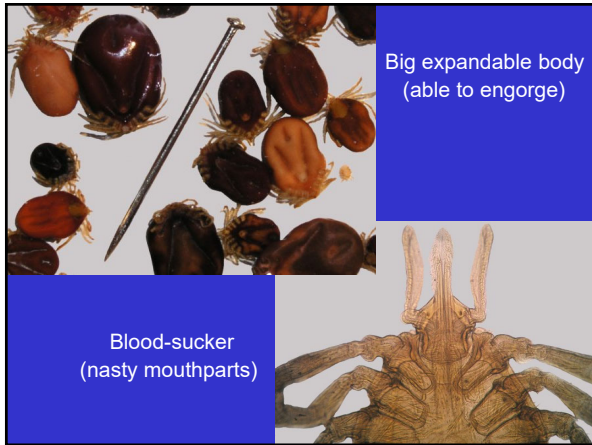 Big expandable body
(able to engorge)
Blood-sucker
(nasty mouthparts)